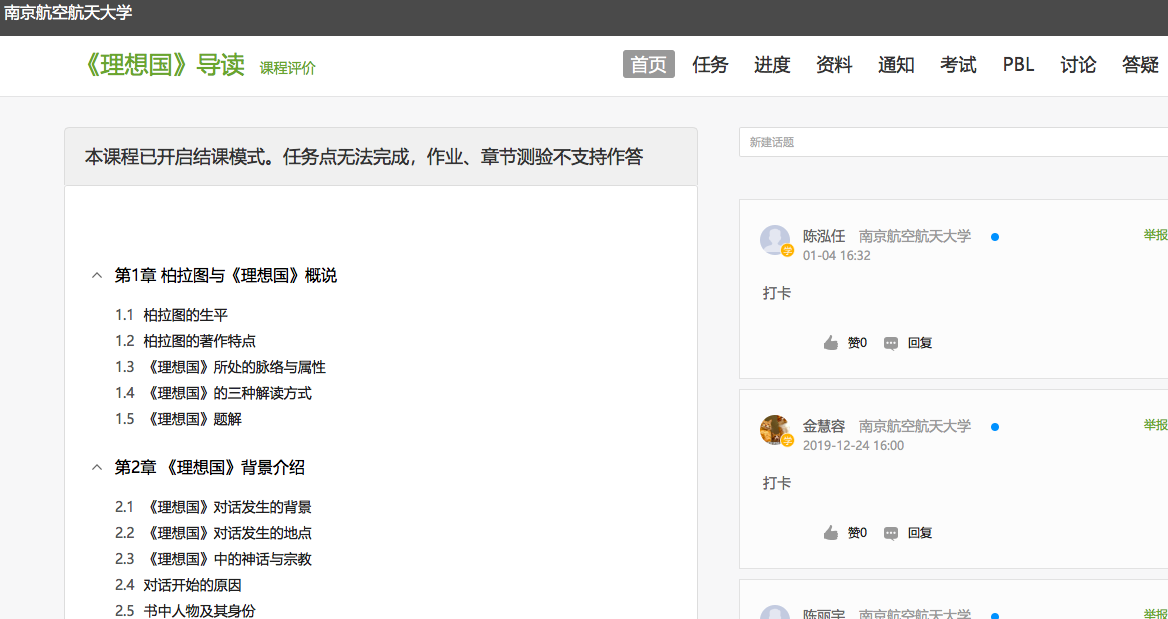 南京航空航天大学
《理想国》导读 课程评价
首页 任务 进度 资料 通知 考试 PBL 讨论 答疑
本课程已开启结课模式。任务点无法完成，作业、章节测验不支持作答
第1章 柏拉图与《理想国》概说
1.1 柏拉图的生平
1.2 柏拉图的著作特点
1.3 《理想国》所处的脉络与属性
1.4 《理想国》的三种解读方式
1.5 《理想国》题解
第2章 《理想国》背景介绍
2.1 《理想国》对话发生的背景
2.2 《理想国》对话发生的地点
2.3 《理想国》中的神话与宗教
2.4 对话开始的原因
2.5 书中人物及其身份
新建话题
学
陈泓任 南京航空航天大学 举报
01-04 16:32
打卡
赞0 回复
学
金慧容 南京航空航天大学 举报
2019-12-24 16:00
打卡
赞0 回复
陈丽宇 南京航空航天大学 举报